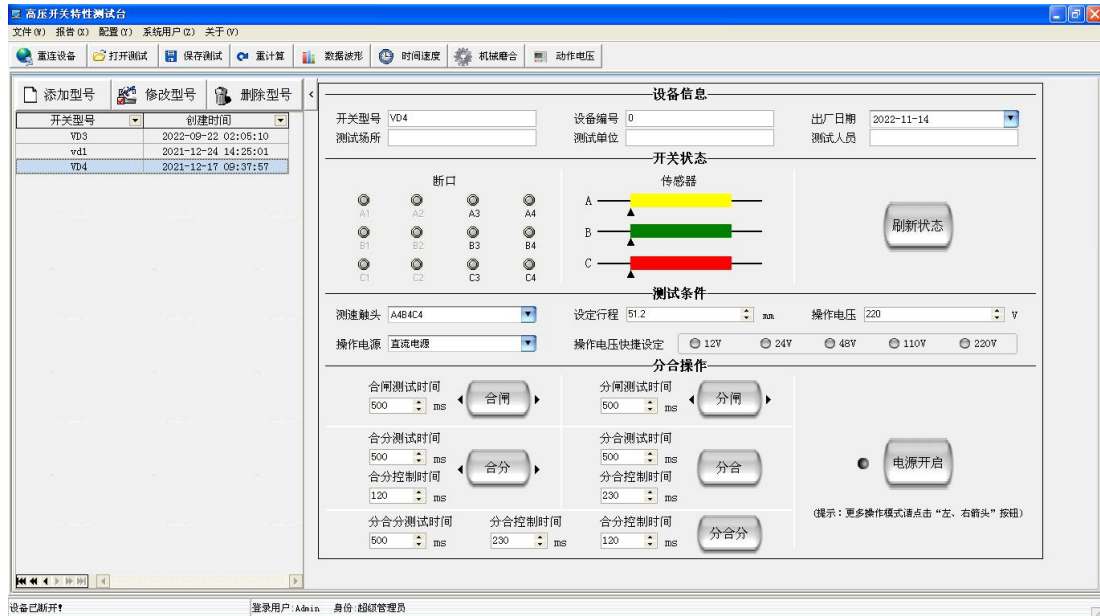 高压开关特性测试台
文件(W) 报告(X) 配置(Y) 系统用户(Z) 关于(V)
重连设备 打开测试 保存测试 重计算 数据波形 时间速度 机械磨合 动作电压
添加型号 修改型号 删除型号 <
开关型号 创建时间
VD3 2022-09-22 02:05:10
vd1 2021-12-24 14:25:01
VD4 2021-12-17 09:37:57
设备信息
开关型号 VD4 设备编号 0 出厂日期 2022-11-14
测试场所 测试单位 测试人员
开关状态
断口 传感器
A1 A2 A3 A4 A
B1 B2 B3 B4 B
C1 C2 C3 C4 C
刷新状态
测试条件
测速触头 A4B4C4 设定行程 51.2 mm 操作电压 220 V
操作电源 直流电源 操作电压快捷设定 12V 24V 48V 110V 220V
分合操作
合闸测试时间 分闸测试时间
500 ms 合闸 500 ms 分闸
合分测试时间 分合测试时间
500 ms 合分 500 ms 分合 电源开启
合分控制时间 分合控制时间
120 ms 230 ms
(提示：更多操作模式请点击“左、右箭头”按钮)
分合分测试时间 分合控制时间 合分控制时间
500 ms 230 ms 120 ms 分合分
设备已断开! 登录用户:Admin 身份:超级管理员